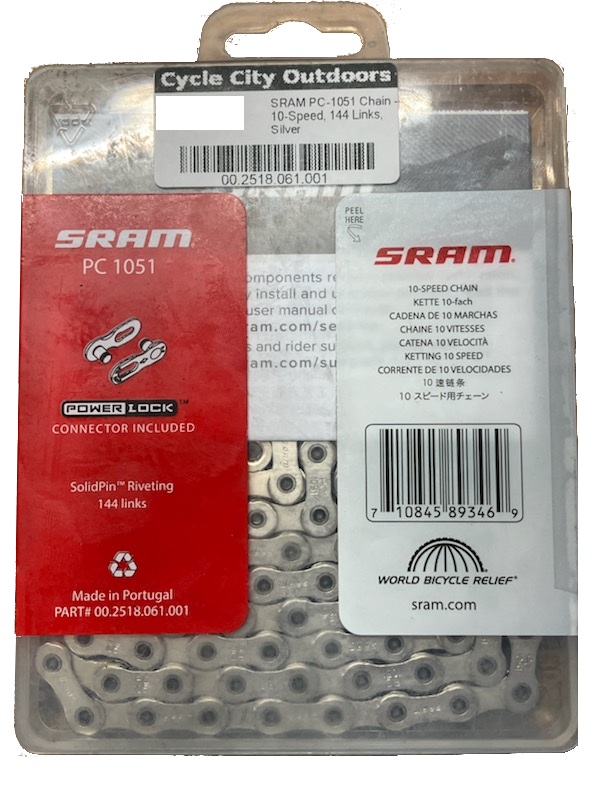 Cycle City Outdoors
SRAM PC-1051 Chain -
10-Speed, 144 Links,
Silver
00.2518.061.001
SRAM
SRAM
PC 1051
POWER LOCK™
CONNECTOR INCLUDED
SolidPin™ Riveting
144 links
Made in Portugal
PART# 00.2518.061.001
omponents re
y install and u
user manual o
ram.com/se
s and rider su
ram.com/su
PEEL
HERE
SRAM.
10-SPEED CHAIN
KETTE 10-fach
CADENA DE 10 MARCHAS
CHAINE 10 VITESSES
CATENA 10 VELOCITÀ
KETTING 10 SPEED
CORRENTE DE 10 VELOCIDADES
10 速链条
10 スピード用チェーン
7 10845 89346 9
WORLD BICYCLE RELIEF®
sram.com